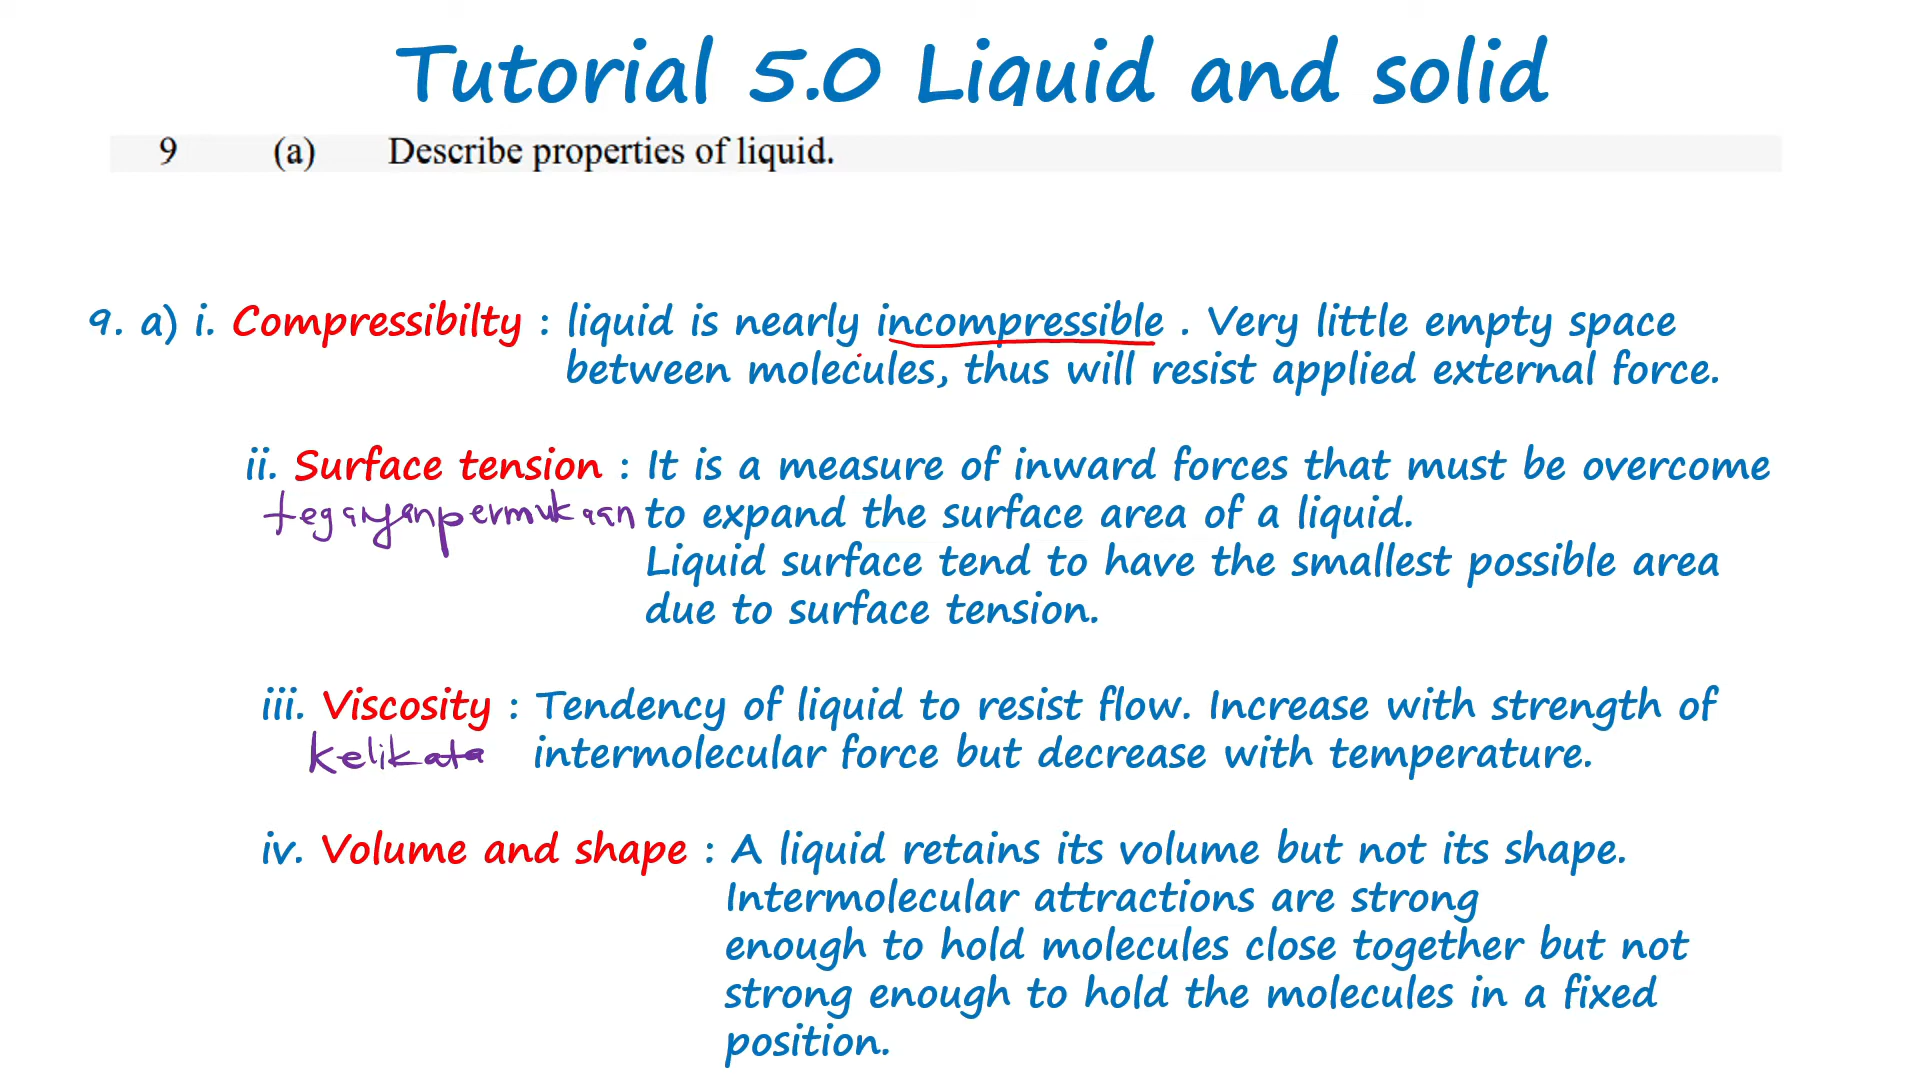 Tutorial 5.0 Liquid and solid
9 (a) Describe properties of liquid.
9. a) i. Compressibilty : liquid is nearly incompressible . Very little empty space
between molecules, thus will resist applied external force.
ii. Surface tension : It is a measure of inward forces that must be overcome
teganganpermukaan to expand the surface area of a liquid.
Liquid surface tend to have the smallest possible area
due to surface tension.
iii. Viscosity : Tendency of liquid to resist flow. Increase with strength of
kelikata intermolecular force but decrease with temperature.
iv. Volume and shape : A liquid retains its volume but not its shape.
Intermolecular attractions are strong
enough to hold molecules close together but not
strong enough to hold the molecules in a fixed
position.